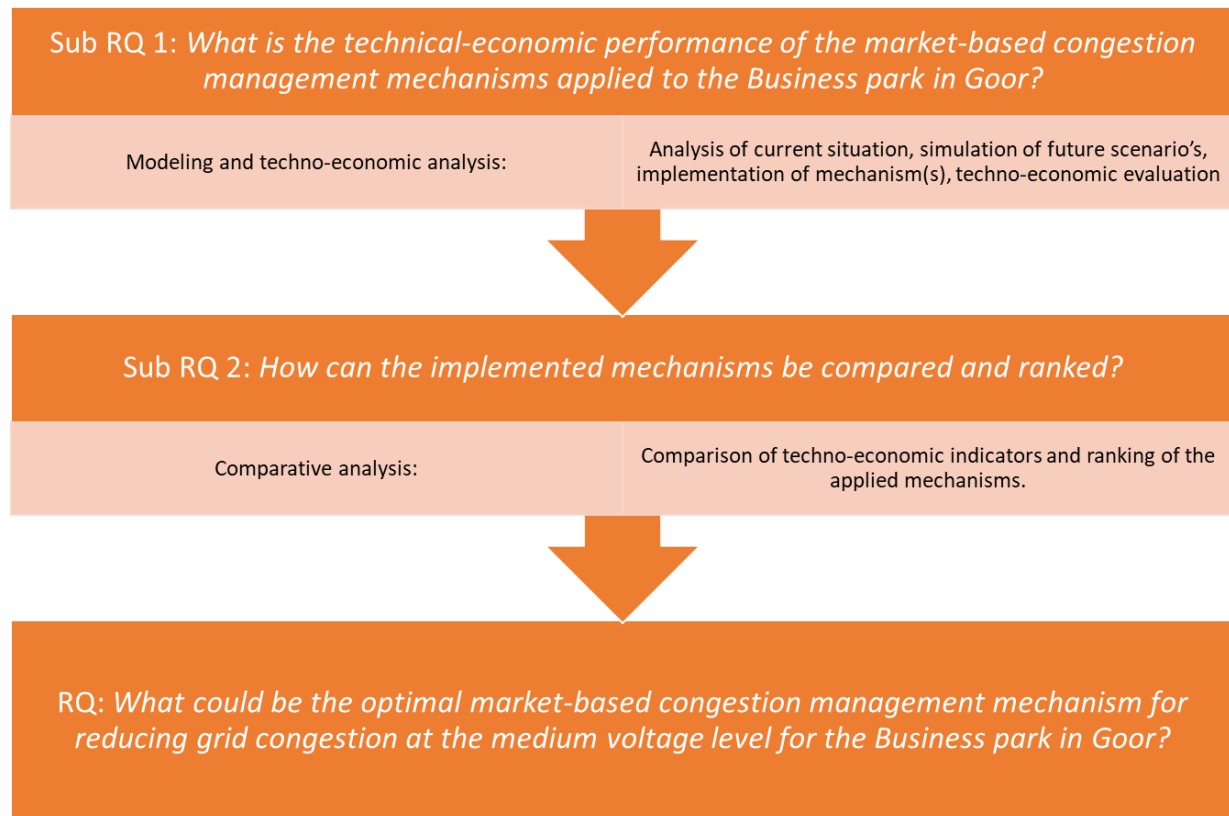 Sub RQ 1: What is the technical-economic performance of the market-based congestion
management mechanisms applied to the Business park in Goor?
Modeling and techno-economic analysis:
Analysis of current situation, simulation of future scenario's,
implementation of mechanism(s), techno-economic evaluation
Sub RQ 2: How can the implemented mechanisms be compared and ranked?
Comparative analysis:
Comparison of techno-economic indicators and ranking of the
applied mechanisms.
RQ: What could be the optimal market-based congestion management mechanism for
reducing grid congestion at the medium voltage level for the Business park in Goor?